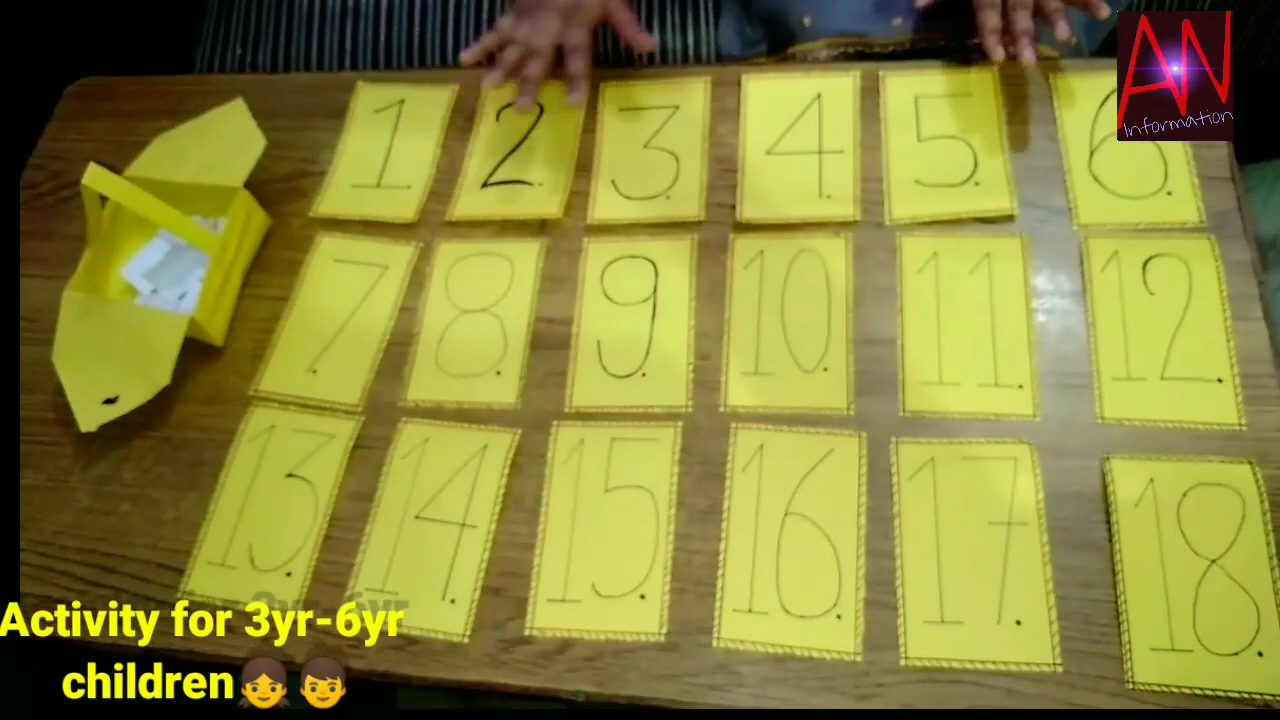 AN
Information
1 2. 3. 4. 5. 6.
7. 8. 9. 10. 11. 12.
13. 14. 15. 16. 17. 18.
Activity for 3yr-6yr
children👧👦